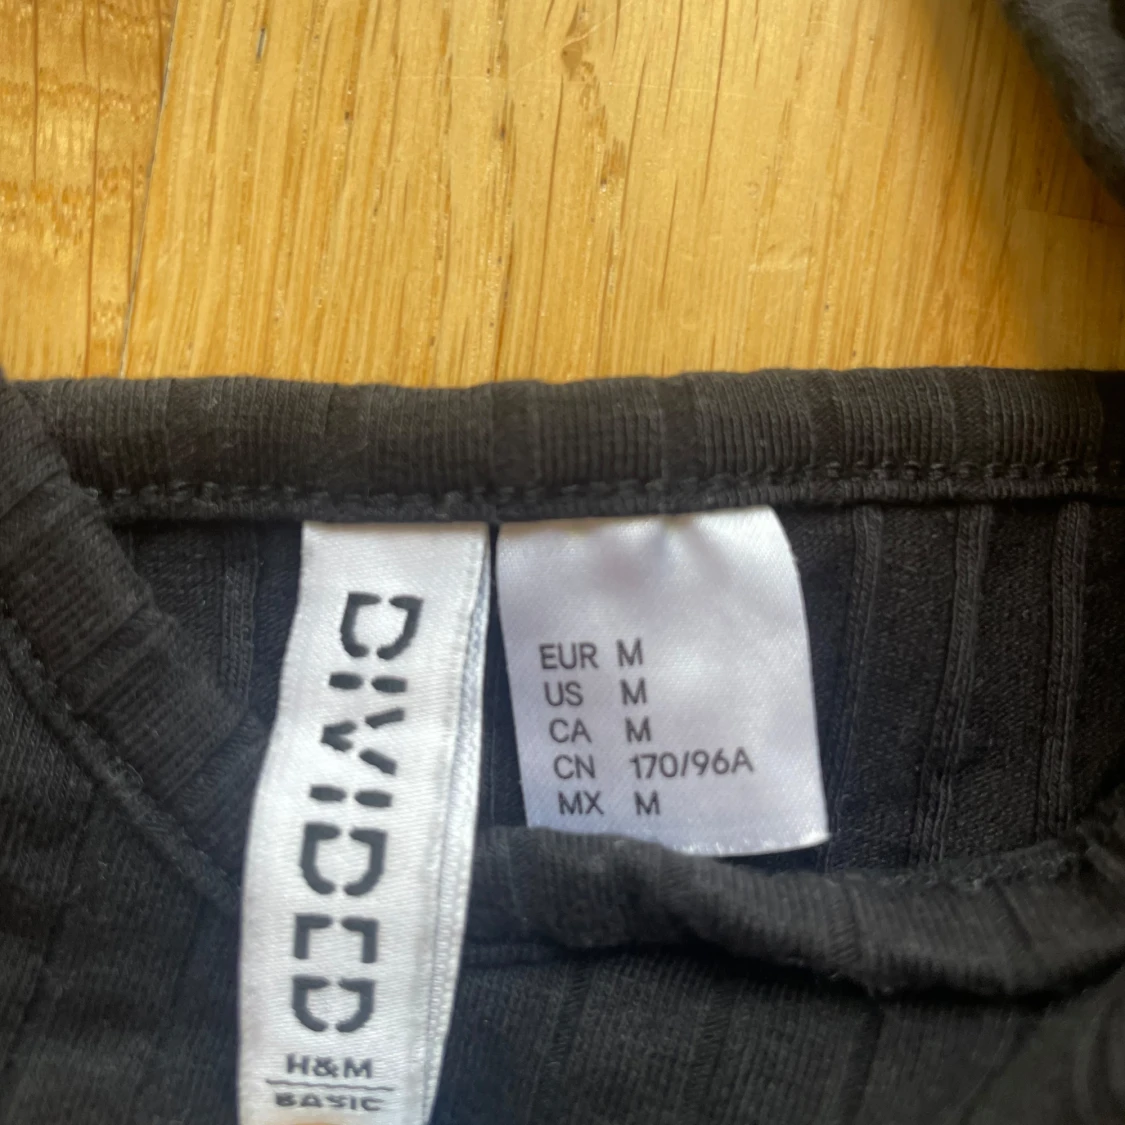 DIVIDED
H&M
BASIC
EUR M
US M
CA M
CN 170/96A
MX M